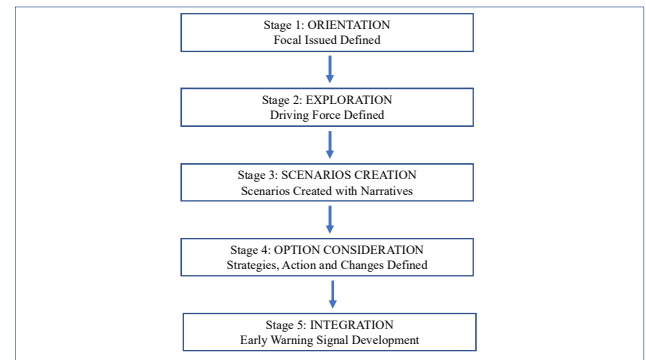 Stage 1: ORIENTATION
Focal Issued Defined
Stage 2: EXPLORATION
Driving Force Defined
Stage 3: SCENARIOS CREATION
Scenarios Created with Narratives
Stage 4: OPTION CONSIDERATION
Strategies, Action and Changes Defined
Stage 5: INTEGRATION
Early Warning Signal Development